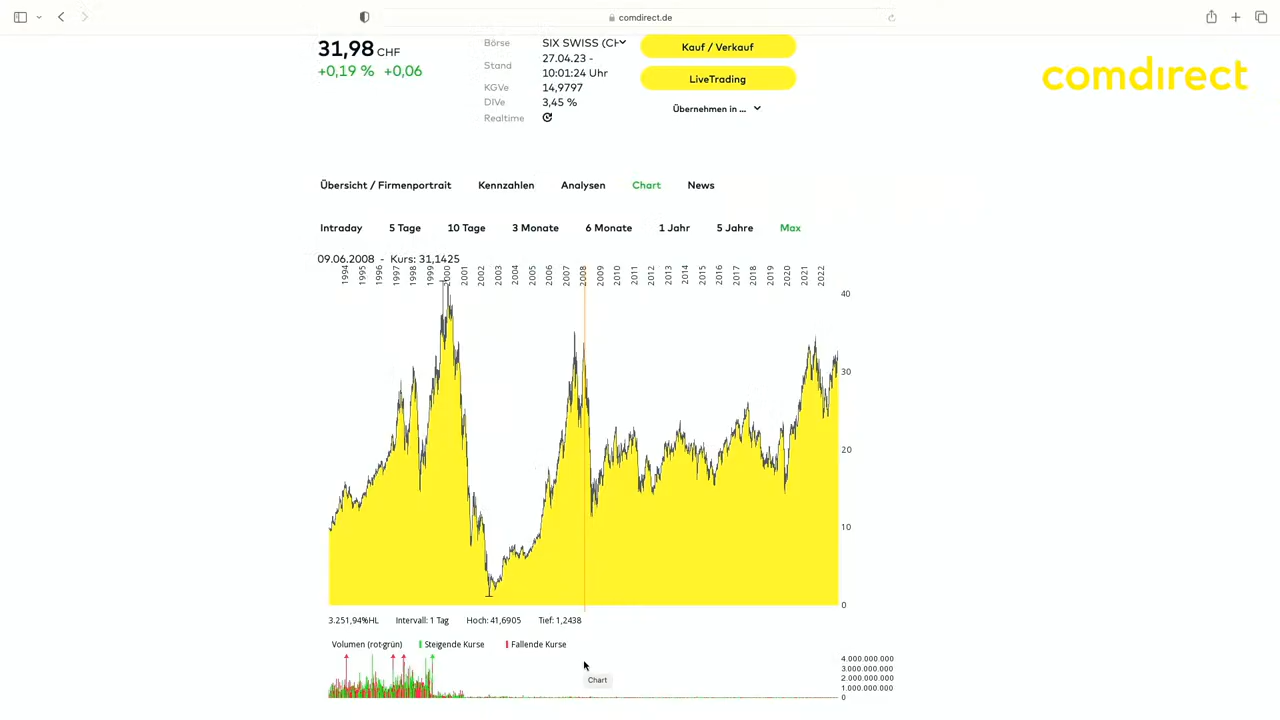 comdirect.de
31,98 CHF
+0,19 % +0,06
Börse SIX SWISS (CH
Stand 27.04.23 -
10:01:24 Uhr
KGVe 14,9797
DIVe 3,45 %
Realtime
Kauf / Verkauf
LiveTrading
Übernehmen in ...
comdirect
Übersicht / Firmenportrait Kennzahlen Analysen Chart News
Intraday 5 Tage 10 Tage 3 Monate 6 Monate 1 Jahr 5 Jahre Max
09.06.2008 - Kurs: 31,1425
1994 1995 1996 1997 1998 1999 2000 2001 2002 2003 2004 2005 2006 2007 2008 2009 2010 2011 2012 2013 2014 2015 2016 2017 2018 2019 2020 2021 2022
40
30
20
10
0
3.251,94%HL Intervall: 1 Tag Hoch: 41,6905 Tief: 1,2438
Volumen (rot-grün) Steigende Kurse Fallende Kurse
4.000.000.000
3.000.000.000
2.000.000.000
1.000.000.000
0
Chart